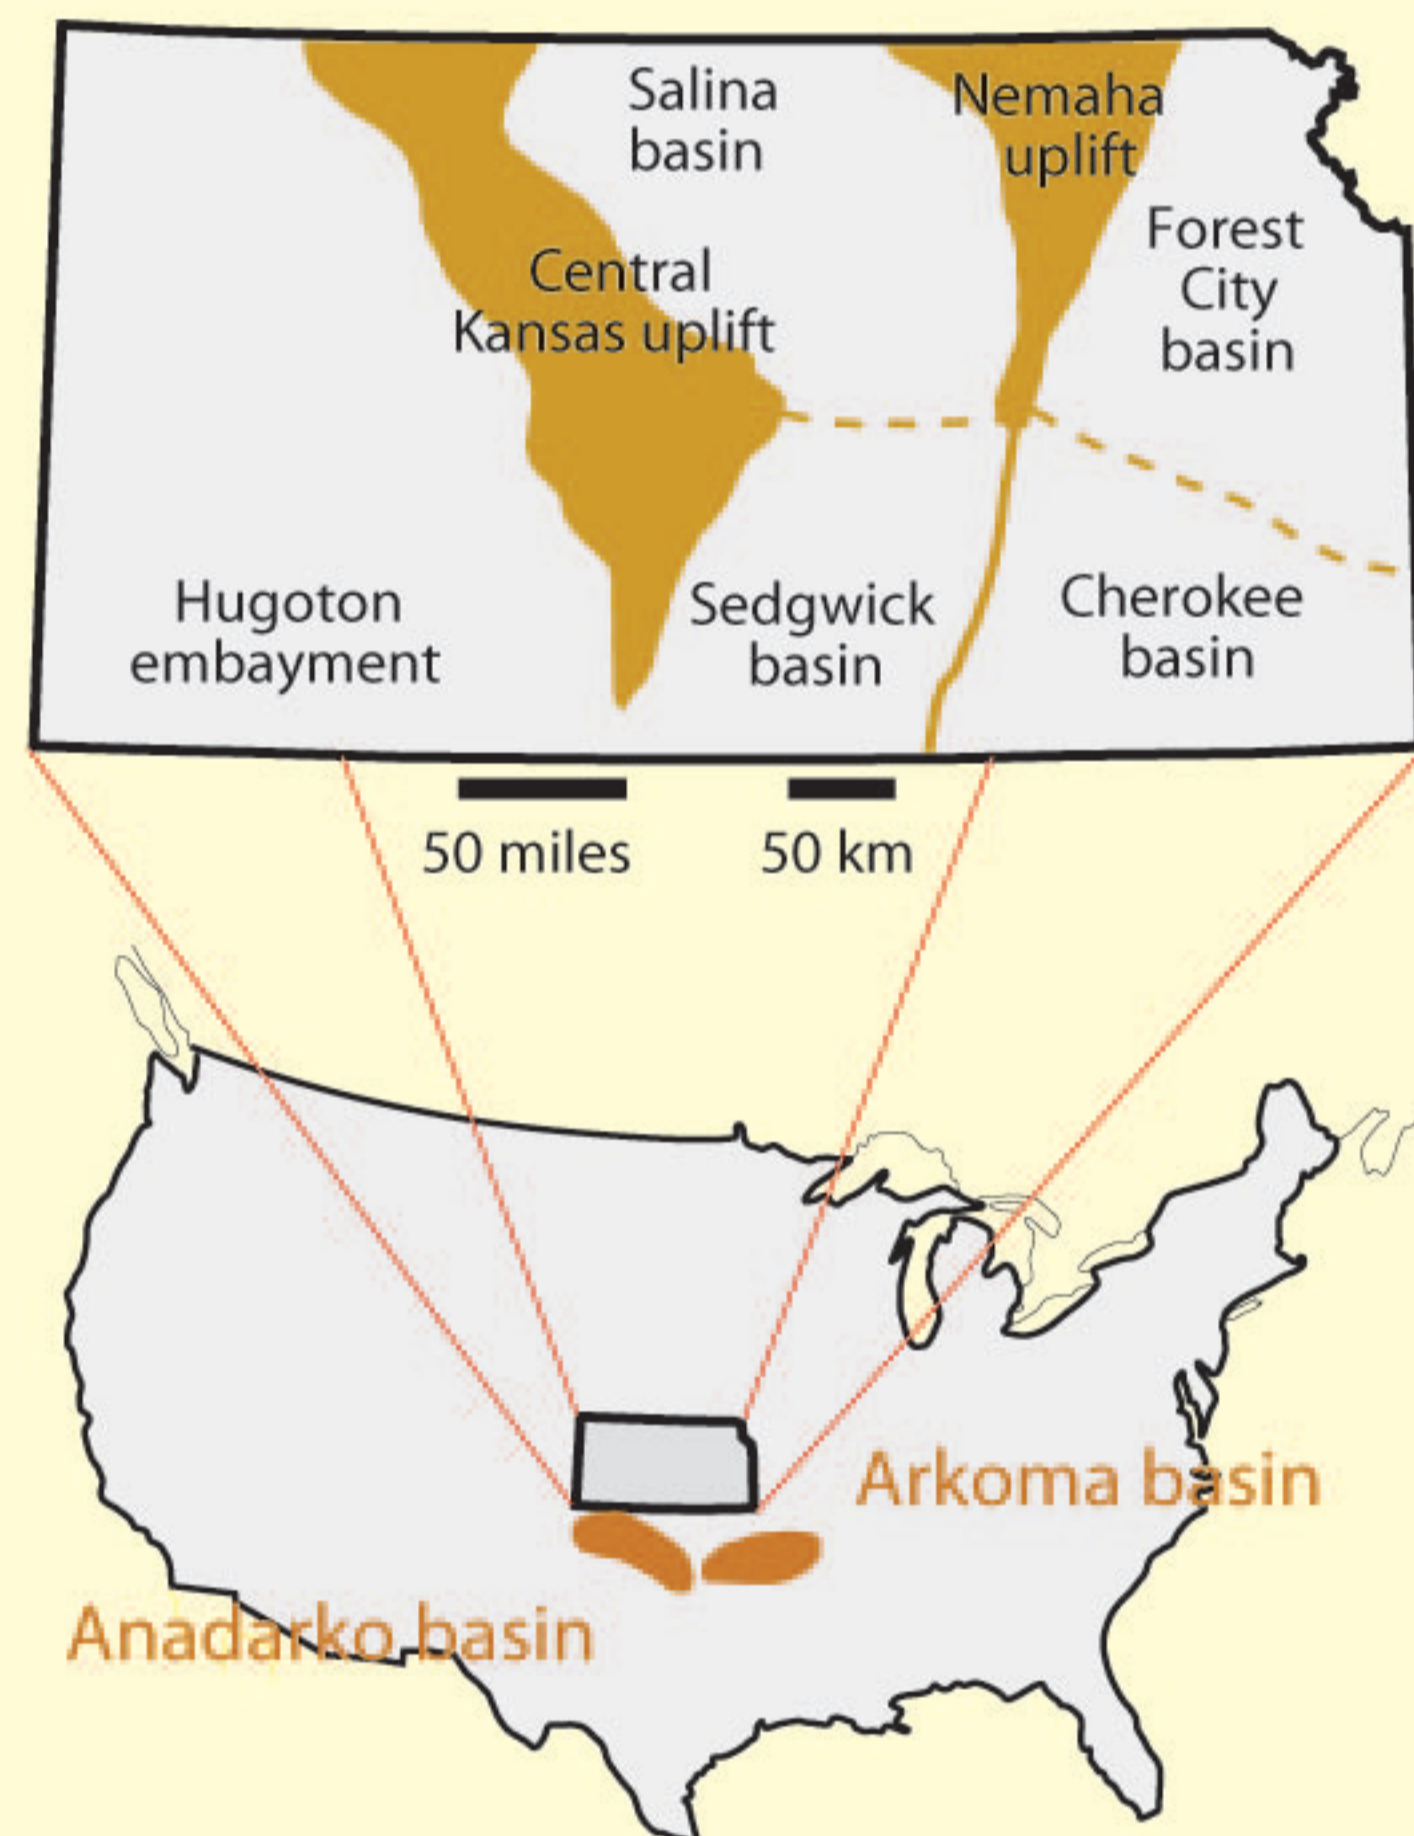 Salina
basin
Nemaha
uplift
Forest
City
basin
Central
Kansas uplift
Hugoton
embayment
Sedgwick
basin
Cherokee
basin
50 miles
50 km
Arkoma basin
Anadarko basin